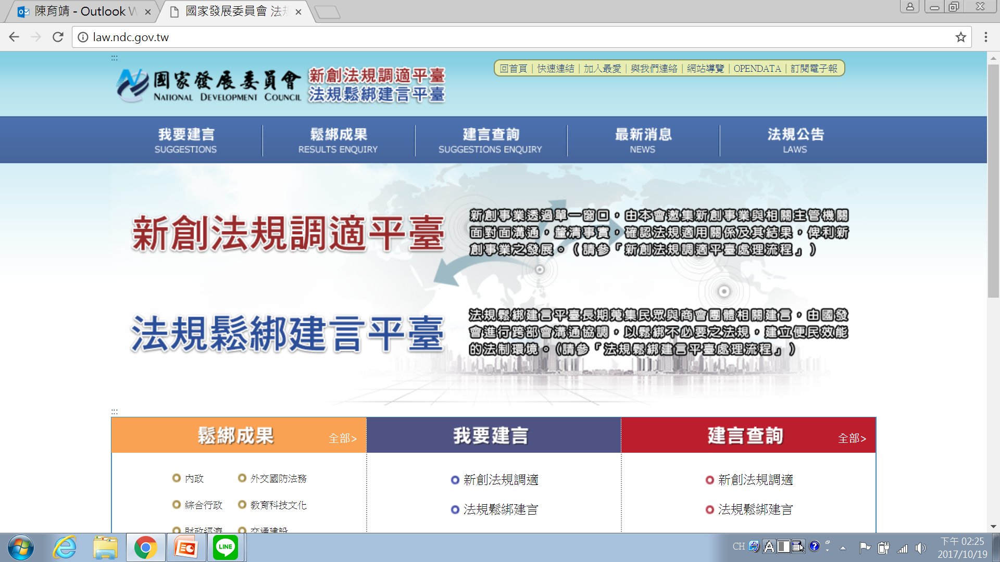 陳育靖 - Outlook W
國家發展委員會 法規
law.ndc.gov.tw
:::
國家發展委員會
NATIONAL DEVELOPMENT COUNCIL
新創法規調適平臺
法規鬆綁建言平臺
回首頁 | 快速連結 | 加入最愛 | 與我們連絡 | 網站導覽 | OPENDATA | 訂閱電子報
我要建言
SUGGESTIONS
鬆綁成果
RESULTS ENQUIRY
建言查詢
SUGGESTIONS ENQUIRY
最新消息
NEWS
法規公告
LAWS
新創法規調適平臺
新創事業透過單一窗口，由本會邀集新創事業與相關主管機關
面對面溝通，釐清事實，確認法規適用關係及其結果，俾利新
創事業之發展。（請參「新創法規調適平臺處理流程」）
法規鬆綁建言平臺
法規鬆綁建言平臺長期蒐集民眾與商會團體相關建言，由國發
會進行跨部會溝通協調，以鬆綁不必要之法規，建立便民效能
的法制環境。(請參「法規鬆綁建言平臺處理流程」）
:::
鬆綁成果 全部>
我要建言
建言查詢 全部>
內政 外交國防法務
綜合行政 教育科技文化
財政經濟 交通建設
新創法規調適
法規鬆綁建言
新創法規調適
法規鬆綁建言
LINE
CH
A
下午 02:25
2017/10/19